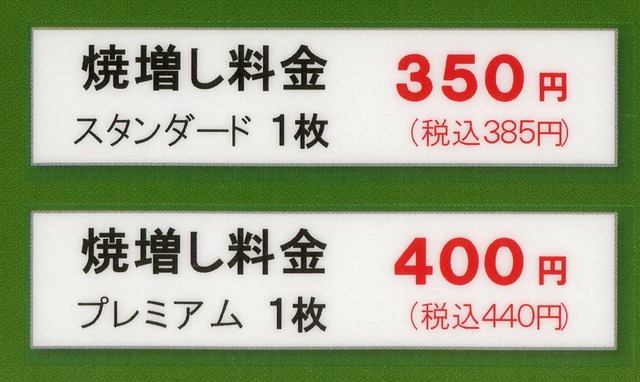 焼増し料金 350円
スタンダード 1枚 (税込385円)
焼増し料金 400円
プレミアム 1枚 (税込440円)